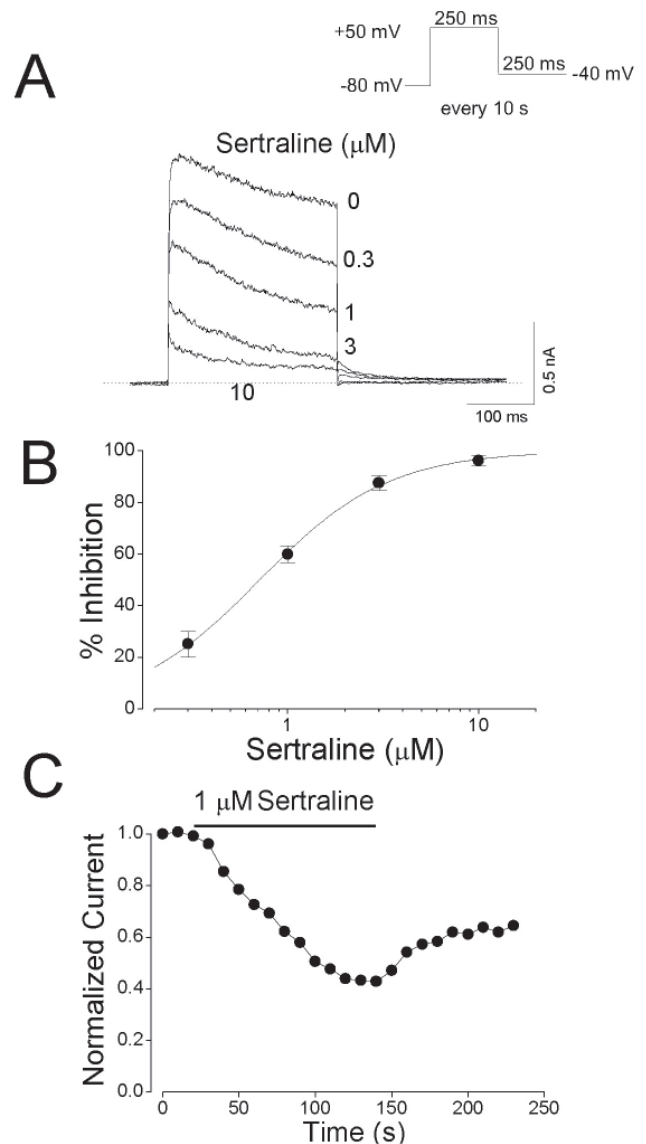 A
250 ms
+50 mV
250 ms
-80 mV
-40 mV
every 10 s
Sertraline (μM)
0
0.3
1
3
10
0.5 nA
100 ms
B
100
80
60
40
20
0
% Inhibition
1
10
Sertraline (μM)
C
1 μM Sertraline
1.0
0.8
0.6
0.4
0.2
0.0
Normalized Current
0
50
100
150
200
250
Time (s)